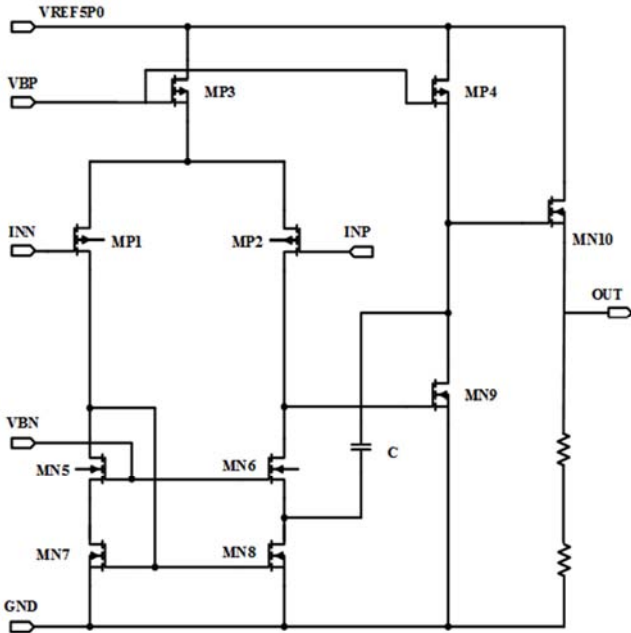 VREF5P0
VBP
MP3
MP4
INN
MP1
MP2
INP
MN10
OUT
MN9
VBN
MN5
MN6
C
MN7
MN8
GND